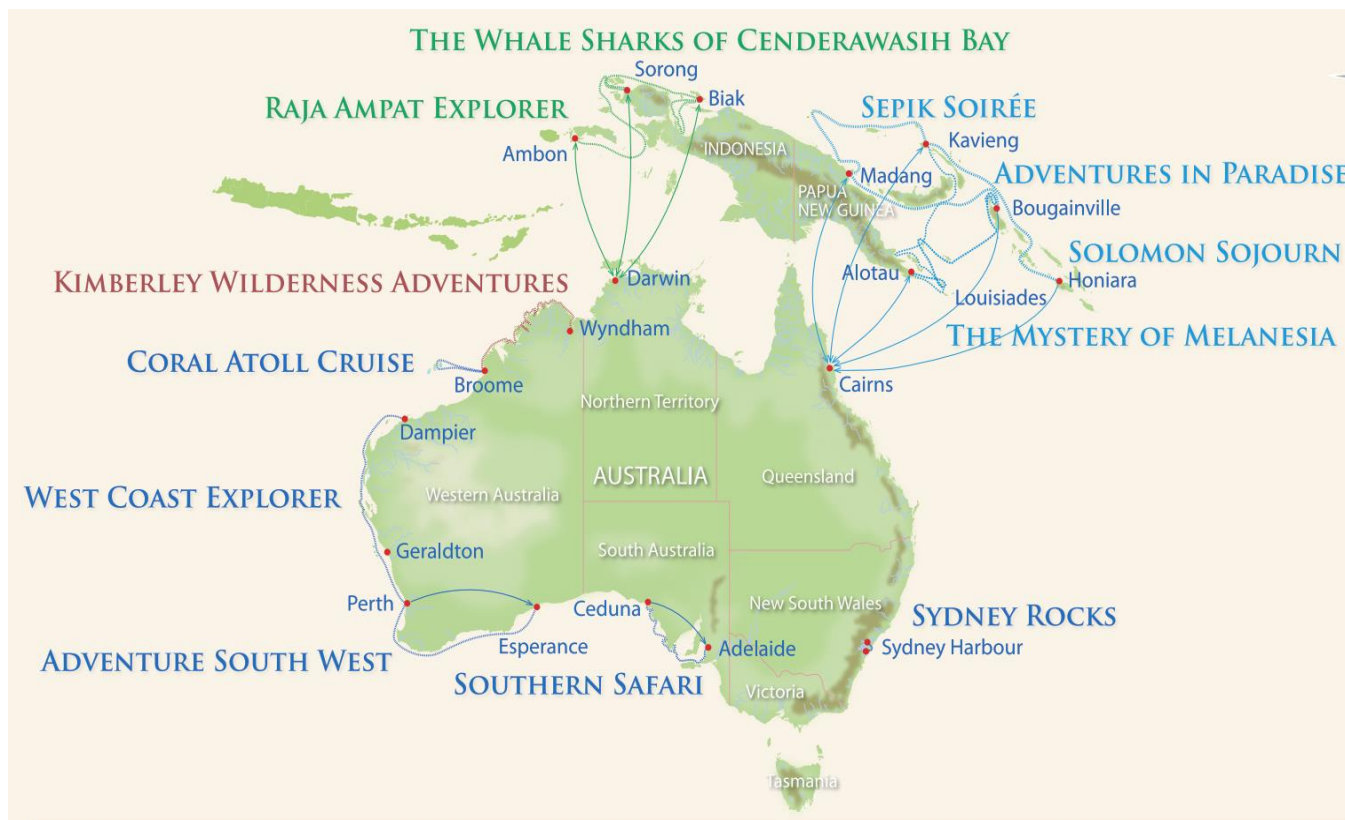 THE WHALE SHARKS OF CENDERAWASIH BAY
Sorong
RAJA AMPAT EXPLORER
Biak
SEPIK SOIRÉE
Ambon
INDONESIA
Kavieng
Madang
ADVENTURES IN PARADISE
PAPUA
NEW GUINEA
Bougainville
SOLOMON SOJOURN
KIMBERLEY WILDERNESS ADVENTURES
Darwin
Alotau
Honiara
Louisiades
Wyndham
THE MYSTERY OF MELANESIA
CORAL ATOLL CRUISE
Broome
Cairns
Northern Territory
Dampier
AUSTRALIA
Queensland
WEST COAST EXPLORER
Western Australia
Geraldton
South Australia
Perth
Ceduna
New South Wales
SYDNEY ROCKS
Esperance
Adelaide
Sydney Harbour
ADVENTURE SOUTH WEST
SOUTHERN SAFARI
Victoria
Tasmania